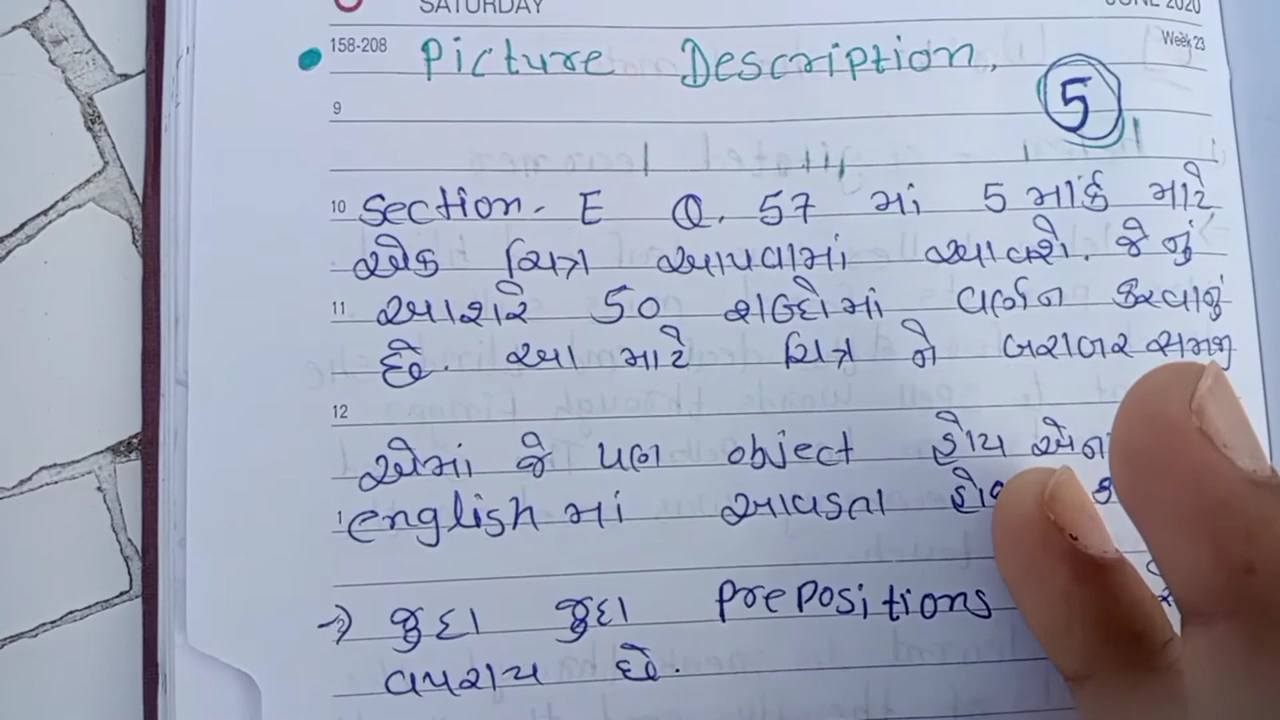 SATURDAY
JUNE 2020
158-208
Week 23
Picture Description.
5
9
10 Section. E Q. 57 માં 5 માર્ક માટે
એક ચિત્ર આપવામાં આવશે. જે નું
11 આશરે 50 શબ્દોમાં વર્ણન કરવાનું
છે. આ માટે ચિત્ર ને બરાબર સમજી
12
એમાં જે પણ object હોય એના
1 english માં આવડતા
→ જુદા જુદા prepositions
વપરાય છે.